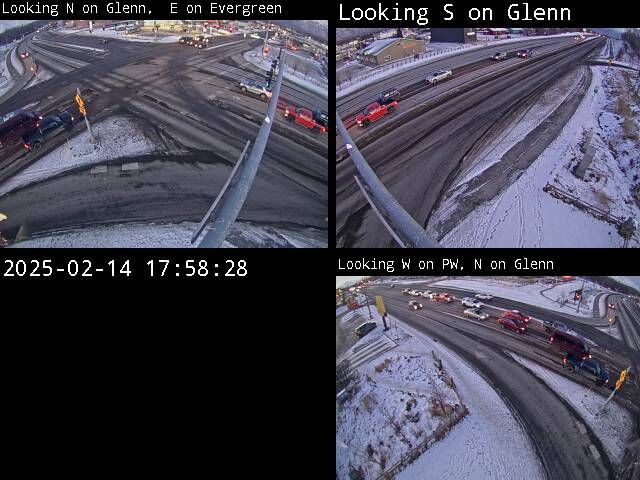 Looking N on Glenn,  E on Evergreen
Looking S on Glenn
2025-02-14 17:58:28
Looking W on PW, N on Glenn